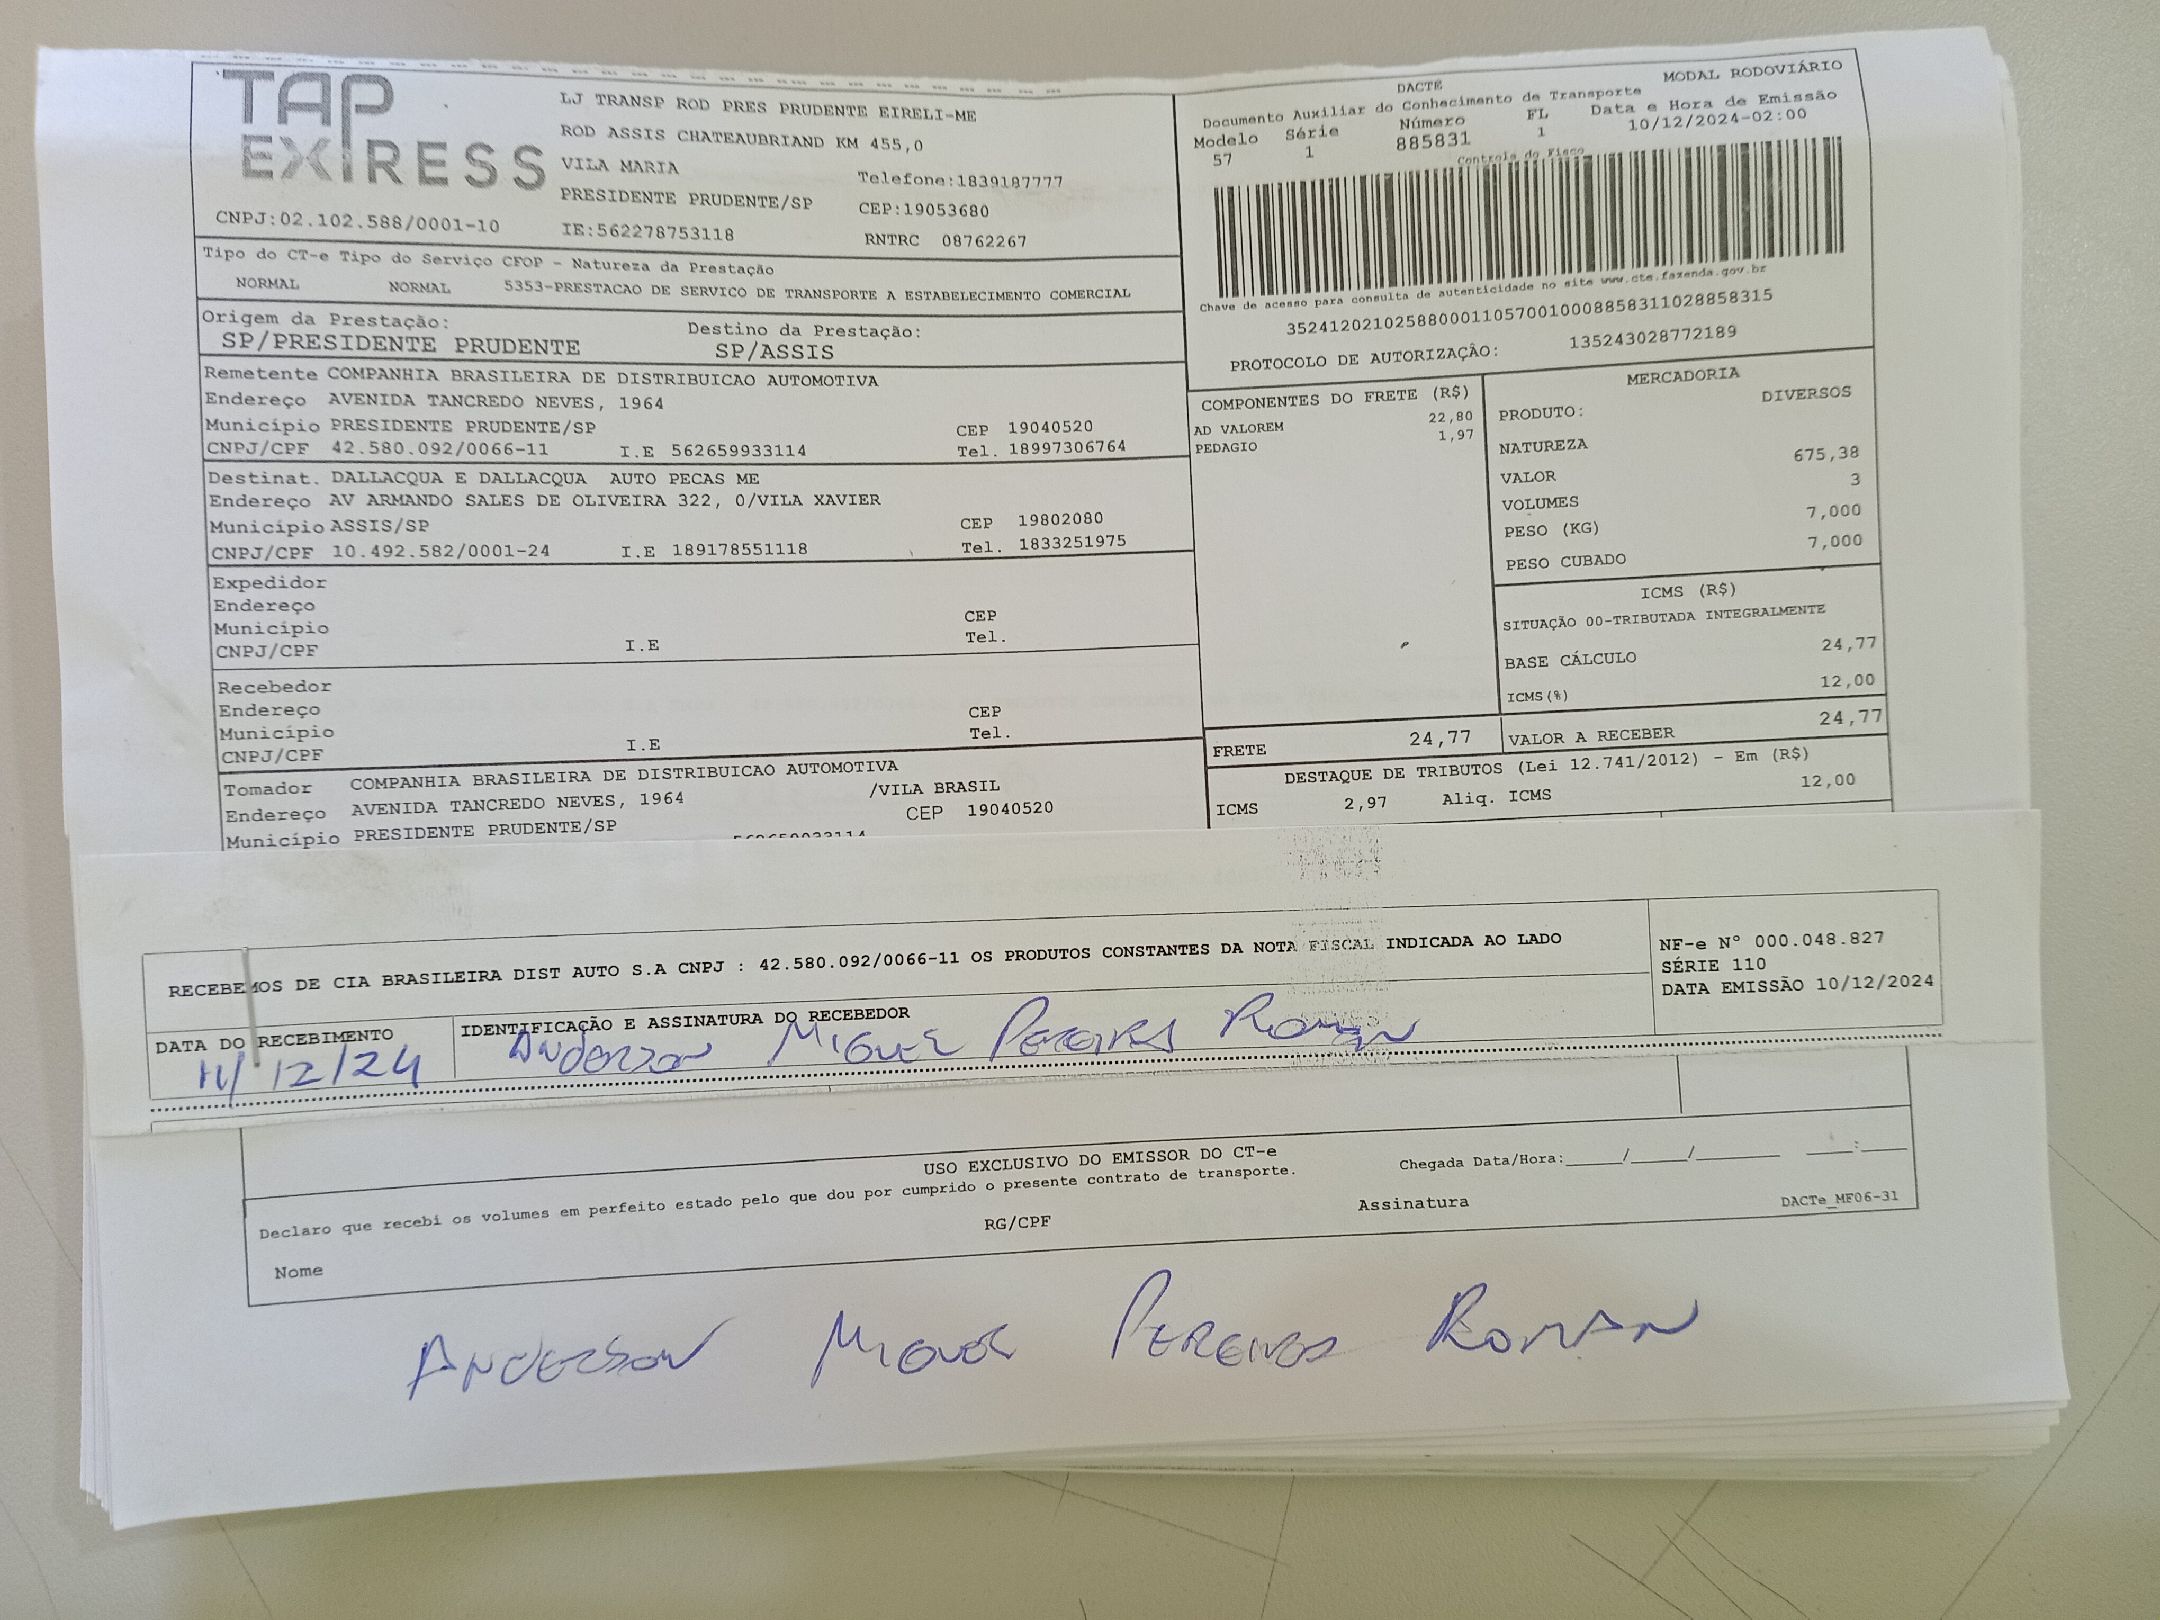 TAP EXPRESS
LJ TRANSP ROD PRES PRUDENTE EIRELI-ME
ROD ASSIS CHATEAUBRIAND KM 455,0
VILA MARIA
Telefone:1839187777
PRESIDENTE PRUDENTE/SP CEP:19053680
CNPJ:02.102.588/0001-10 IE:562278753118 RNTRC 08762267
DACTE MODAL RODOVIÁRIO
Documento Auxiliar do Conhecimento de Transporte
Modelo Série Número FL Data e Hora de Emissão
57 1 885831 1 10/12/2024-02:00
Controle do Fisco
Chave de acesso para consulta de autenticidade no site www.cte.fazenda.gov.br
35241202102588000110570010008858311028858315
PROTOCOLO DE AUTORIZAÇÃO: 135243028772189
Tipo do CT-e Tipo do Serviço CFOP - Natureza da Prestação
NORMAL NORMAL 5353-PRESTACAO DE SERVICO DE TRANSPORTE A ESTABELECIMENTO COMERCIAL
Origem da Prestação: Destino da Prestação:
SP/PRESIDENTE PRUDENTE SP/ASSIS
Remetente COMPANHIA BRASILEIRA DE DISTRIBUICAO AUTOMOTIVA
Endereço AVENIDA TANCREDO NEVES, 1964
Município PRESIDENTE PRUDENTE/SP CEP 19040520
CNPJ/CPF 42.580.092/0066-11 I.E 562659933114 Tel. 18997306764
Destinat. DALLACQUA E DALLACQUA AUTO PECAS ME
Endereço AV ARMANDO SALES DE OLIVEIRA 322, 0/VILA XAVIER
Município ASSIS/SP CEP 19802080
CNPJ/CPF 10.492.582/0001-24 I.E 189178551118 Tel. 1833251975
Expedidor
Endereço
Município CEP
CNPJ/CPF I.E Tel.
Recebedor
Endereço
Município CEP
CNPJ/CPF I.E Tel.
Tomador COMPANHIA BRASILEIRA DE DISTRIBUICAO AUTOMOTIVA
Endereço AVENIDA TANCREDO NEVES, 1964 /VILA BRASIL
Município PRESIDENTE PRUDENTE/SP CEP 19040520
COMPONENTES DO FRETE (R$)
AD VALOREM 22,80
PEDAGIO 1,97
MERCADORIA
PRODUTO: DIVERSOS
NATUREZA
VALOR 675,38
VOLUMES 3
PESO (KG) 7,000
PESO CUBADO 7,000
ICMS (R$)
SITUAÇÃO 00-TRIBUTADA INTEGRALMENTE
BASE CÁLCULO 24,77
ICMS(%) 12,00
FRETE 24,77 VALOR A RECEBER 24,77
DESTAQUE DE TRIBUTOS (Lei 12.741/2012) - Em (R$)
ICMS 2,97 Aliq. ICMS 12,00
RECEBEMOS DE CIA BRASILEIRA DIST AUTO S.A CNPJ : 42.580.092/0066-11 OS PRODUTOS CONSTANTES DA NOTA FISCAL INDICADA AO LADO
NF-e N° 000.048.827
SÉRIE 110
DATA EMISSÃO 10/12/2024
DATA DO RECEBIMENTO IDENTIFICAÇÃO E ASSINATURA DO RECEBEDOR
11/12/24 Anderson Miguel Pereira Roman
USO EXCLUSIVO DO EMISSOR DO CT-e
Declaro que recebi os volumes em perfeito estado pelo que dou por cumprido o presente contrato de transporte.
Chegada Data/Hora:____/____/______ ___:___
Nome RG/CPF Assinatura DACTe_MF06-31
ANDERSON MIGUEL PEREIRA ROMAN